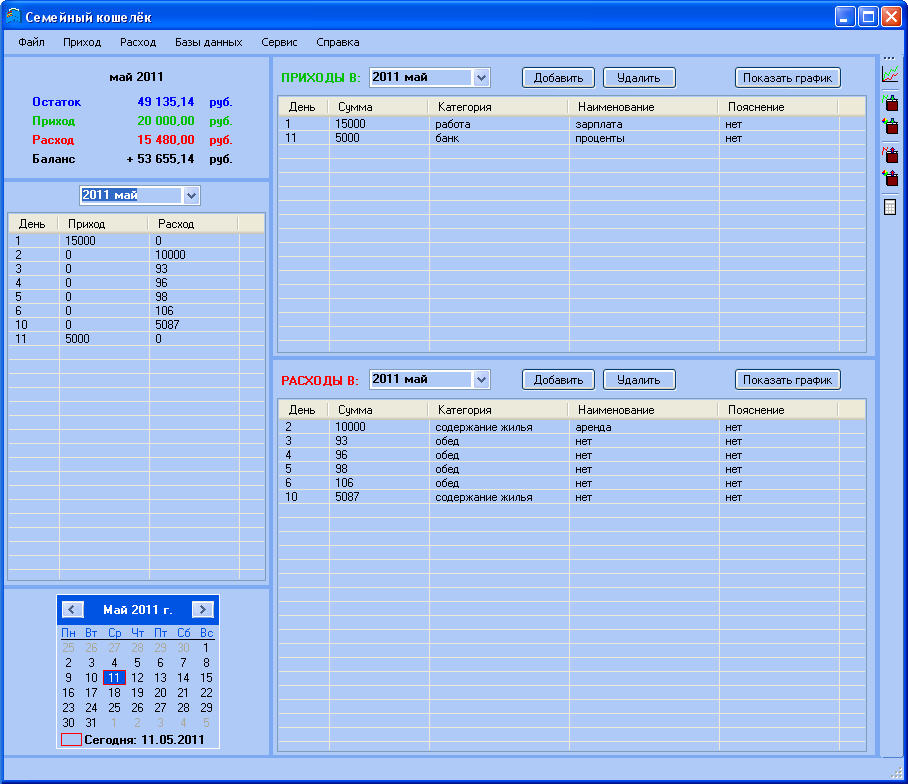 Семейный кошелёк
Файл Приход Расход Базы данных Сервис Справка
май 2011
Остаток 49 135,14 руб.
Приход 20 000,00 руб.
Расход 15 480,00 руб.
Баланс + 53 655,14 руб.
2011 май
День Приход Расход
1 15000 0
2 0 10000
3 0 93
4 0 96
5 0 98
6 0 106
10 0 5087
11 5000 0
Май 2011 г.
Пн Вт Ср Чт Пт Сб Вс
25 26 27 28 29 30 1
2 3 4 5 6 7 8
9 10 11 12 13 14 15
16 17 18 19 20 21 22
23 24 25 26 27 28 29
30 31 1 2 3 4 5
Сегодня: 11.05.2011
ПРИХОДЫ В: 2011 май Добавить Удалить Показать график
День Сумма Категория Наименование Пояснение
1 15000 работа зарплата нет
11 5000 банк проценты нет
РАСХОДЫ В: 2011 май Добавить Удалить Показать график
День Сумма Категория Наименование Пояснение
2 10000 содержание жилья аренда нет
3 93 обед нет нет
4 96 обед нет нет
5 98 обед нет нет
6 106 обед нет нет
10 5087 содержание жилья нет нет